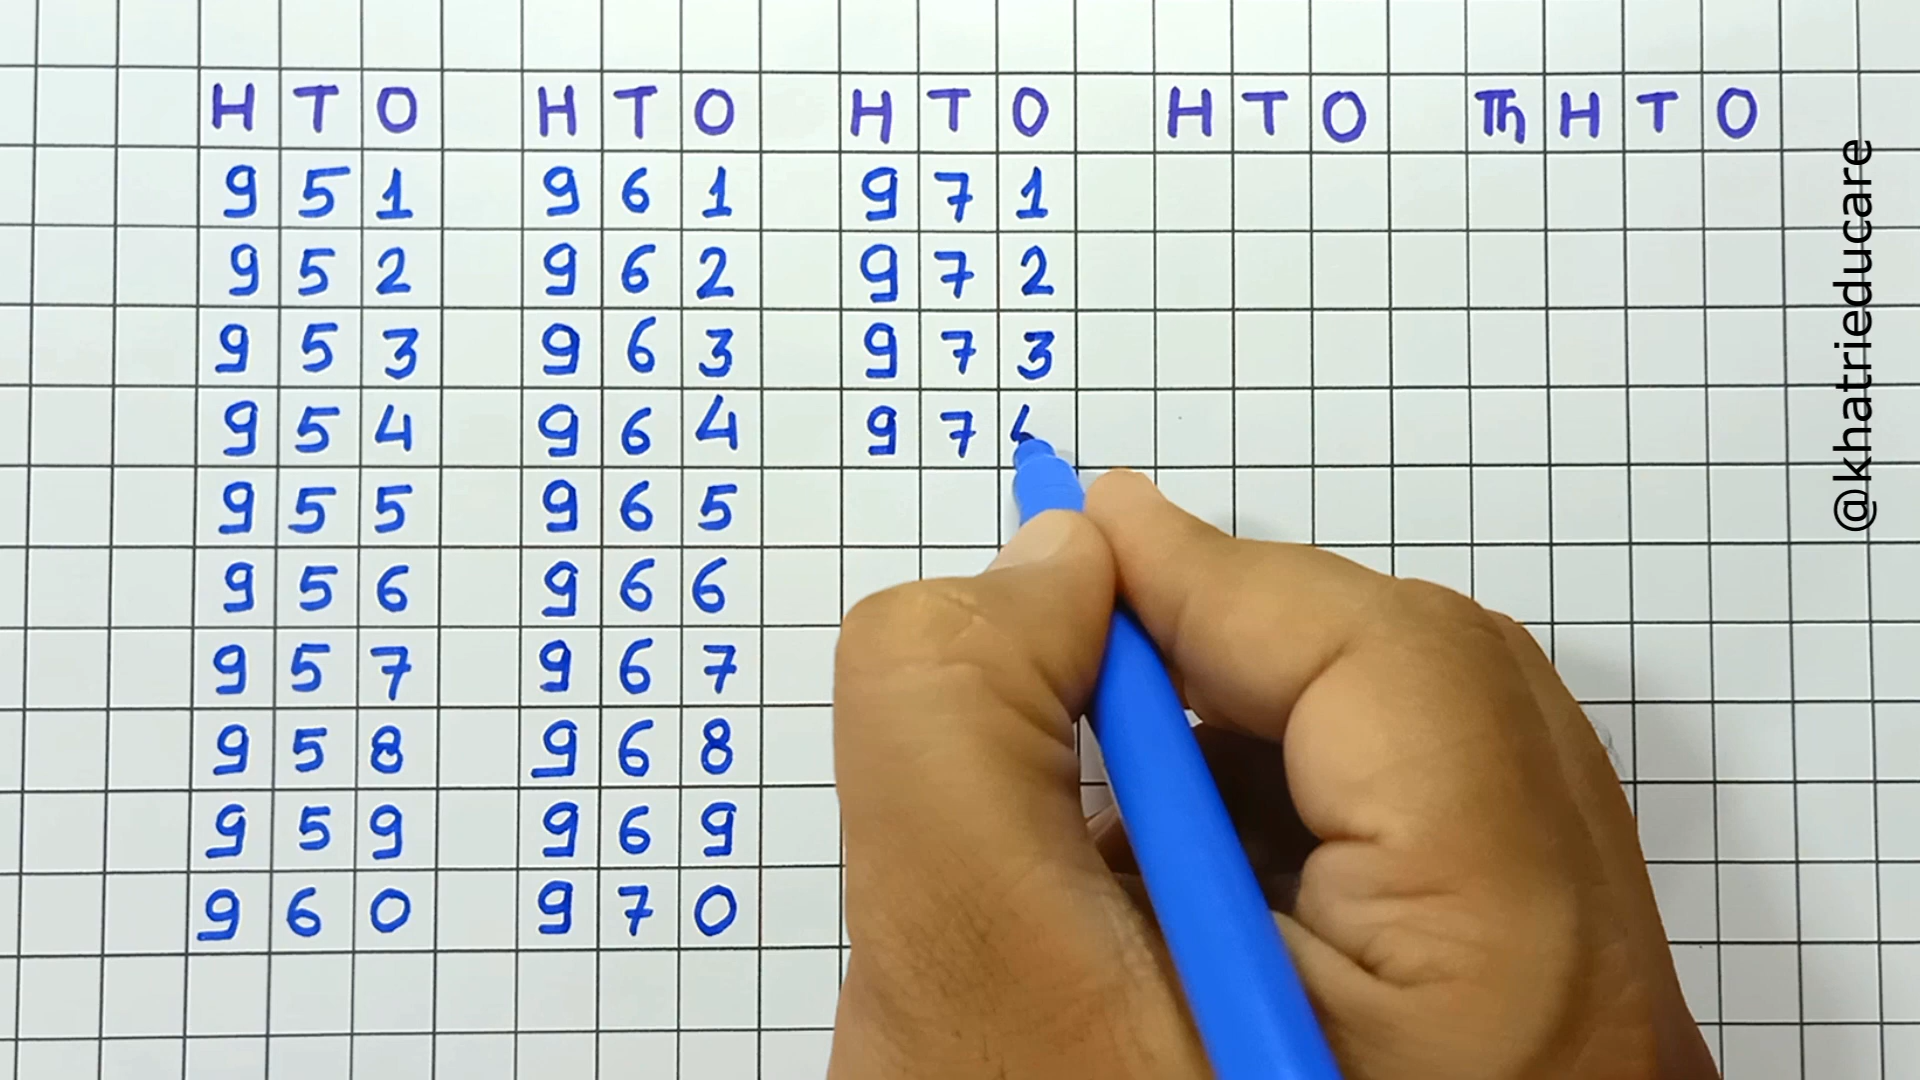 H T O H T O H T O H T O Th H T O
9 5 1 9 6 1 9 7 1
9 5 2 9 6 2 9 7 2
9 5 3 9 6 3 9 7 3
9 5 4 9 6 4 9 7
9 5 5 9 6 5
9 5 6 9 6 6
9 5 7 9 6 7
9 5 8 9 6 8
9 5 9 9 6 9
9 6 0 9 7 0
@khatrieducare